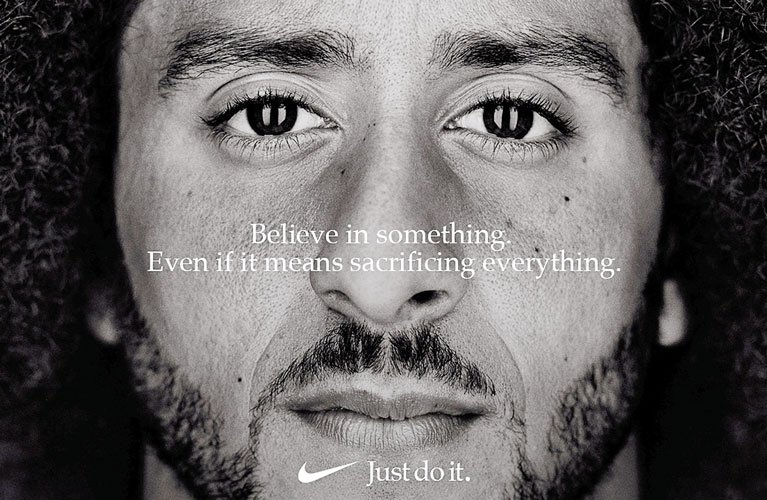 Believe in something.
Even if it means sacrificing everything.
Just do it.